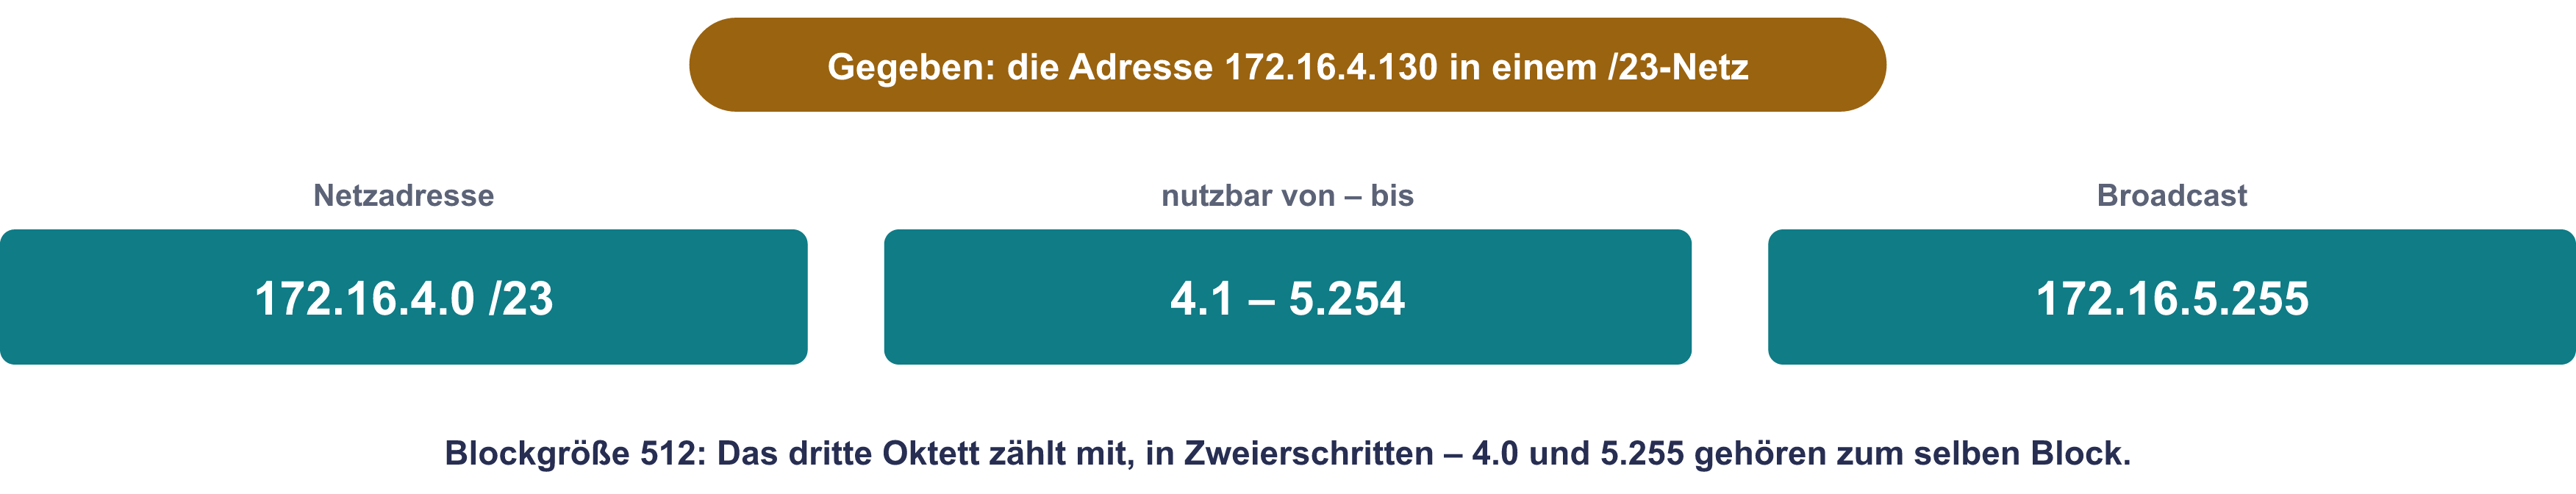 Gegeben: die Adresse 172.16.4.130 in einem /23-Netz
Netzadresse
nutzbar von – bis
Broadcast
172.16.4.0 /23
4.1 – 5.254
172.16.5.255
Blockgröße 512: Das dritte Oktett zählt mit, in Zweierschritten – 4.0 und 5.255 gehören zum selben Block.